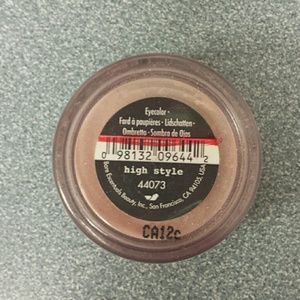 Eyecolor •
Fard à paupières • Lidschatten •
Ombretto • Sombra de Ojos
0 98132 09644 2
high style
44073
Bare Escentuals Beauty, Inc., San Francisco, CA 94105, USA
CA12c